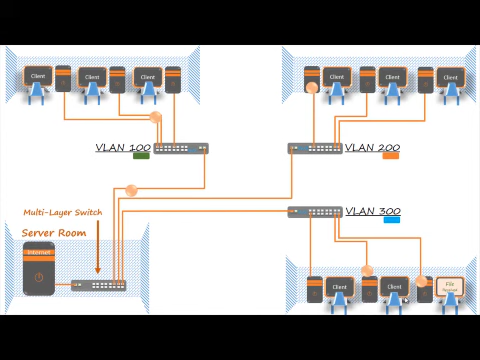 Client Client Client
Client Client Client
VLAN 100
VLAN 200
Multi-Layer Switch
VLAN 300
Server Room
Internet
Client Client File